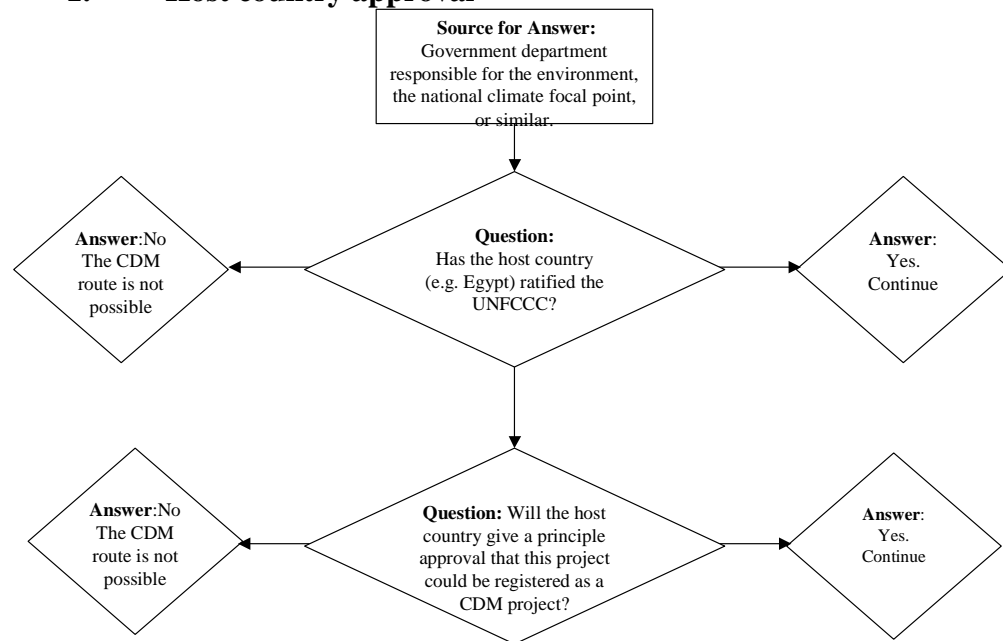 Host country approval
Source for Answer:
Government department
responsible for the environment,
the national climate focal point,
or similar.
Answer:No
The CDM
route is not
possible
Question:
Has the host country
(e.g. Egypt) ratified the
UNFCCC?
Answer:
Yes.
Continue
Answer:No
The CDM
route is not
possible
Question: Will the host
country give a principle
approval that this project
could be registered as a
CDM project?
Answer:
Yes.
Continue